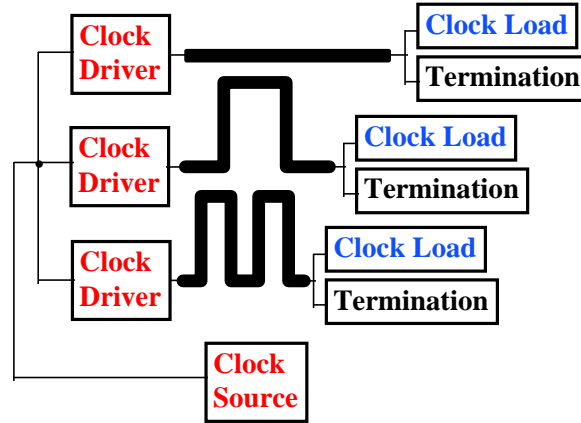 Clock
Driver
Clock Load
Termination
Clock
Driver
Clock Load
Termination
Clock
Driver
Clock Load
Termination
Clock
Source